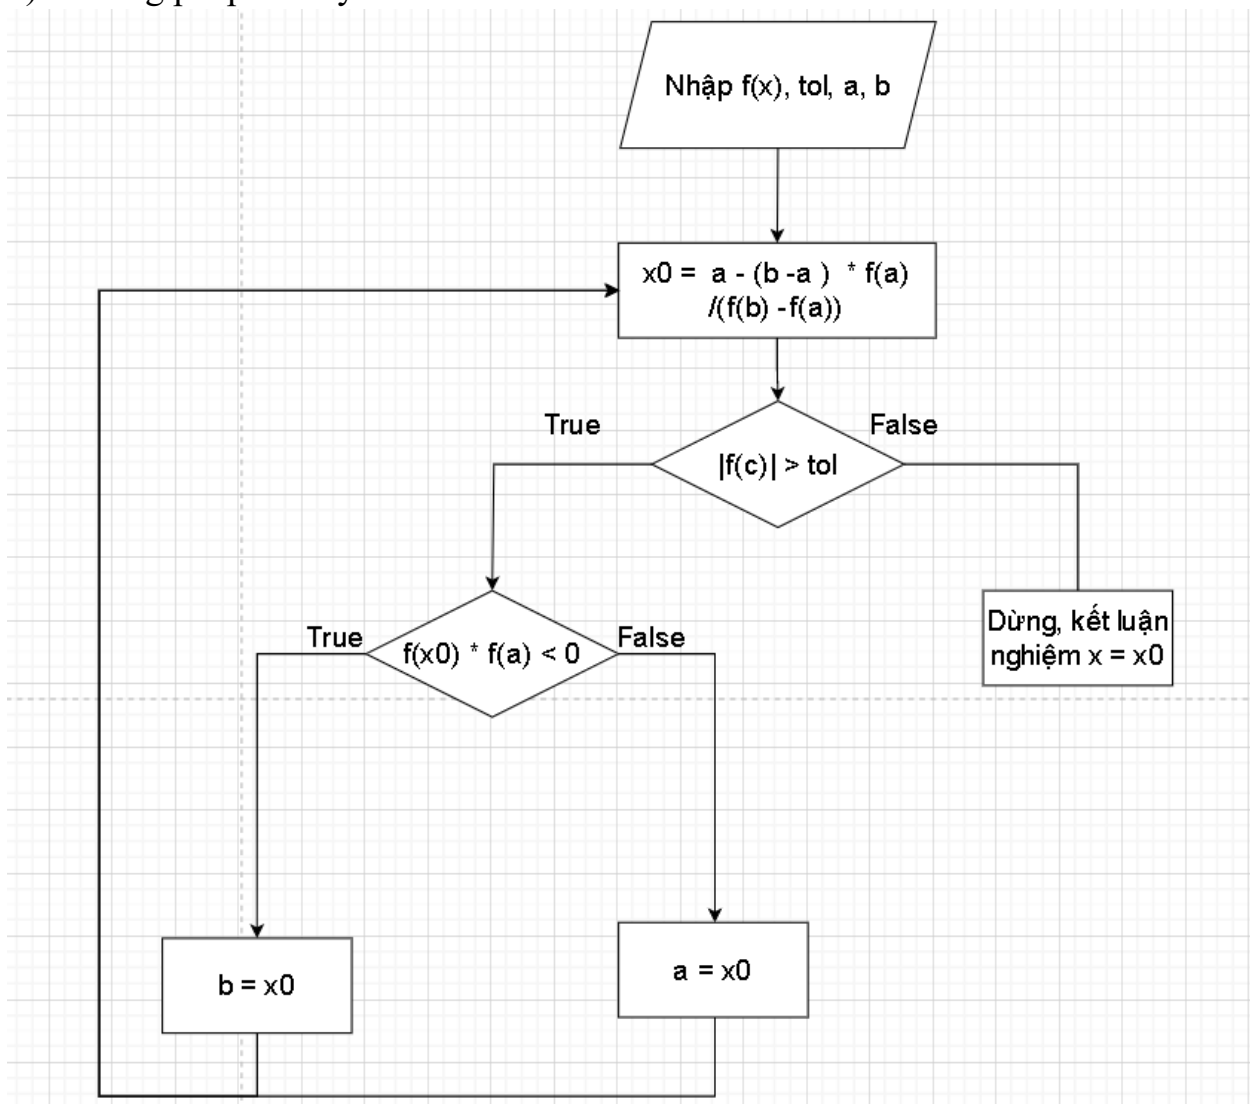 Nhập f(x), tol, a, b
x0 = a - (b -a ) * f(a)
/(f(b) -f(a))
True
False
|f(c)| > tol
True
f(x0) * f(a) < 0
False
Dừng, kết luận
nghiệm x = x0
b = x0
a = x0